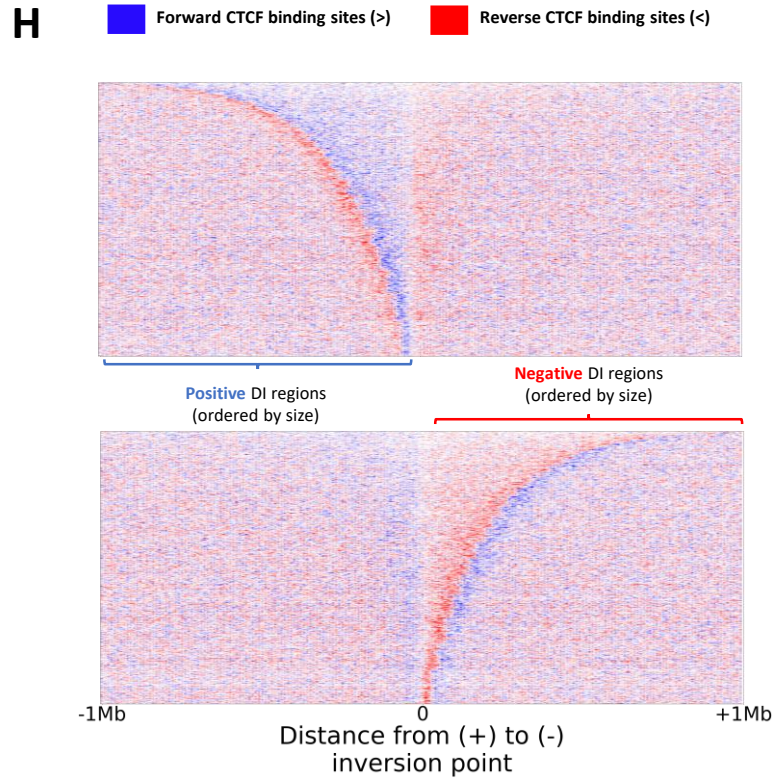 H
Forward CTCF binding sites (>)
Reverse CTCF binding sites (<)
Positive DI regions
(ordered by size)
Negative DI regions
(ordered by size)
-1Mb
0
+1Mb
Distance from (+) to (-)
inversion point